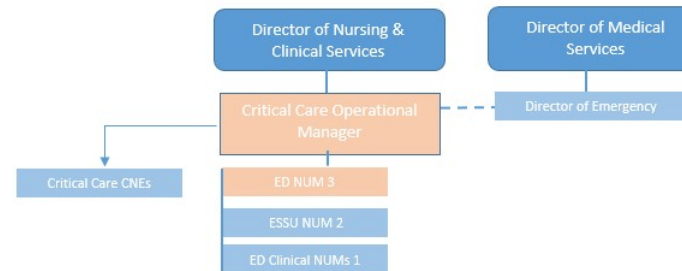 Director of Nursing &
Clinical Services
Director of Medical
Services
Critical Care Operational
Manager
Director of Emergency
Critical Care CNEs
ED NUM 3
ESSU NUM 2
ED Clinical NUMs 1